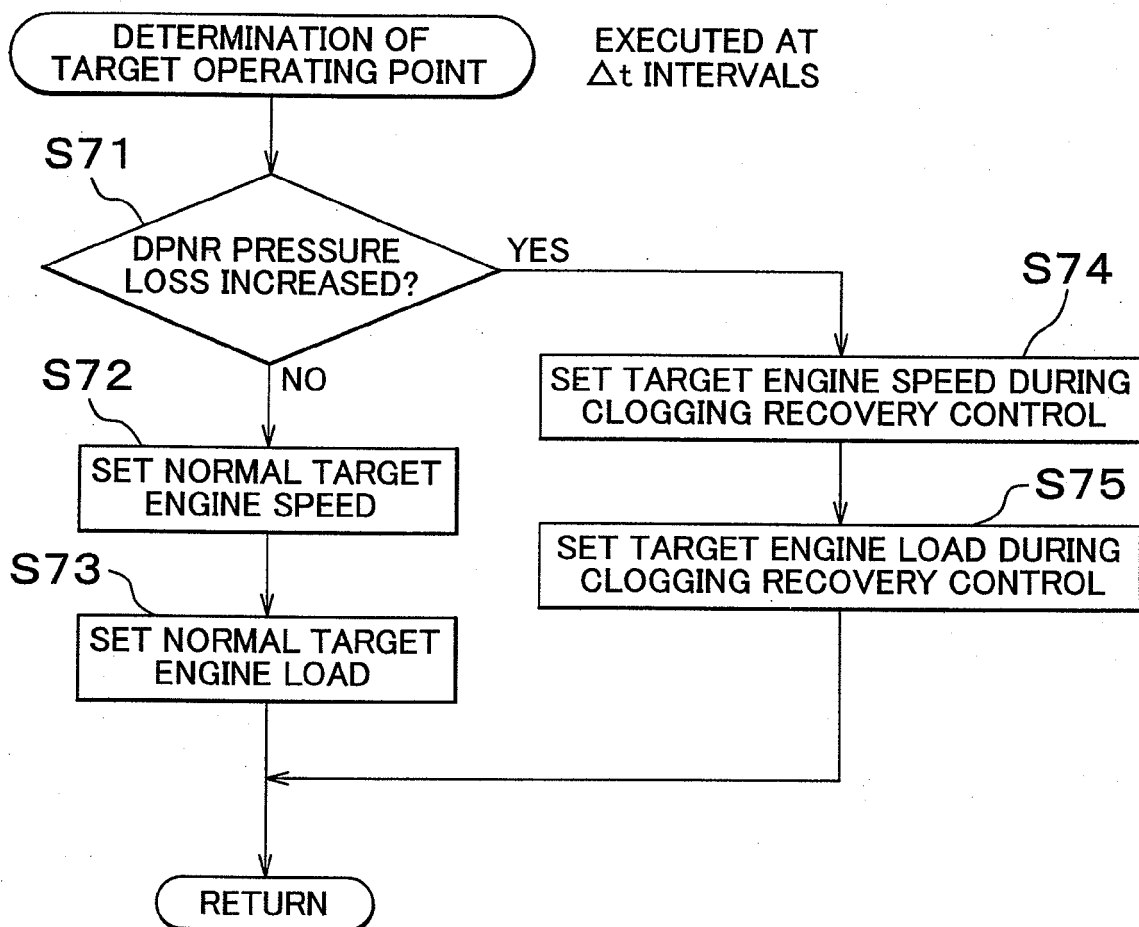 DETERMINATION OF
TARGET OPERATING POINT
EXECUTED AT
Δt INTERVALS
S71
DPNR PRESSURE
LOSS INCREASED?
YES
NO
S72
SET NORMAL TARGET
ENGINE SPEED
S73
SET NORMAL TARGET
ENGINE LOAD
S74
SET TARGET ENGINE SPEED DURING
CLOGGING RECOVERY CONTROL
S75
SET TARGET ENGINE LOAD DURING
CLOGGING RECOVERY CONTROL
RETURN